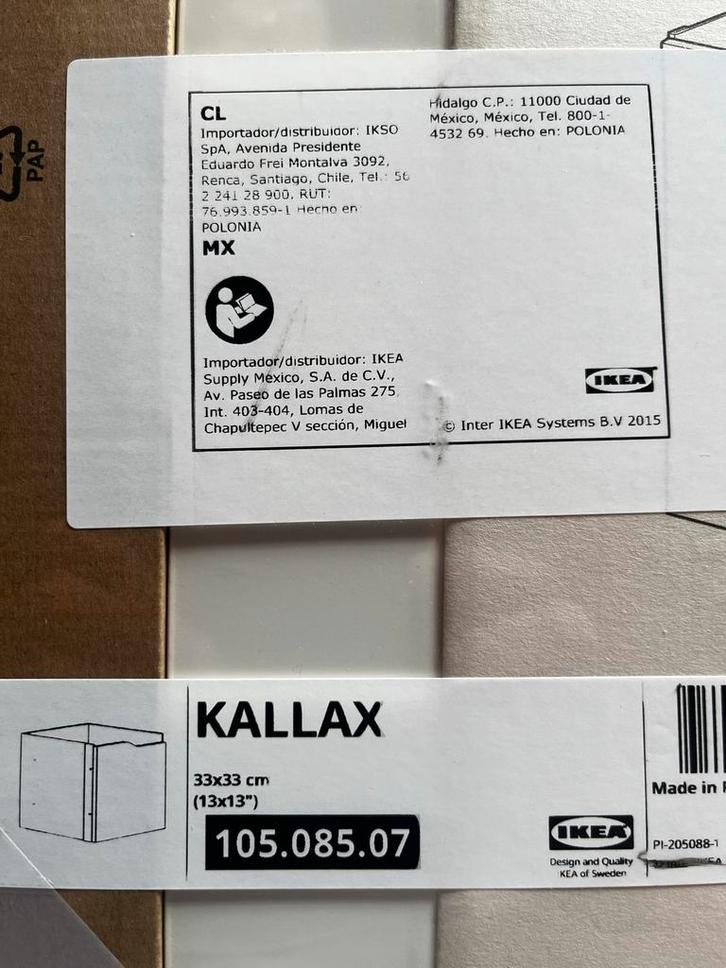 PAP
CL
Importador/distribuidor: IKSO
SpA, Avenida Presidente
Eduardo Frei Montalva 3092,
Renca, Santiago, Chile, Tel.: 56
2 241 28 900, RUT:
76.993.859-1 Hecho en:
POLONIA
MX
Importador/distribuidor: IKEA
Supply México, S.A. de C.V.,
Av. Paseo de las Palmas 275
Int. 403-404, Lomas de
Chapultepec V sección, Miguel
Hidalgo C.P.: 11000 Ciudad de
México, México, Tel. 800-1-
4532 69. Hecho en: POLONIA
IKEA
© Inter IKEA Systems B.V 2015
KALLAX
33x33 cm
(13x13")
105.085.07
IKEA
Design and Quality
KEA of Sweden
Made in
PI-205088-1